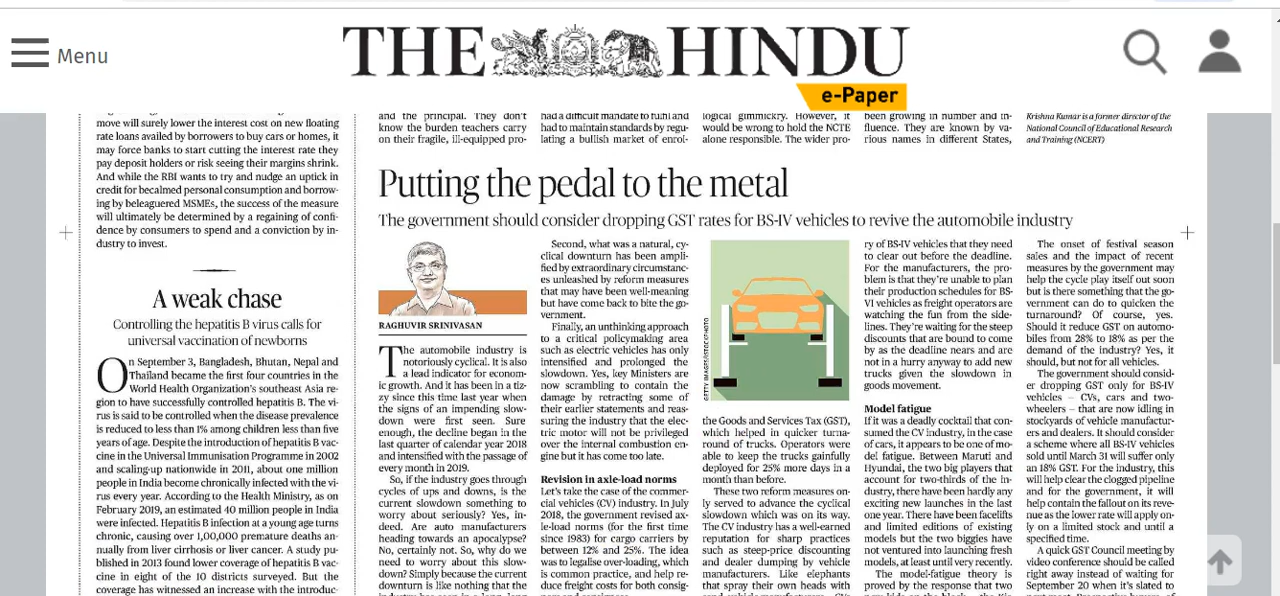 Menu
THE HINDU
e-Paper
move will surely lower the interest cost on new floating
rate loans availed by borrowers to buy cars or homes, it
may force banks to start cutting the interest rate they
pay deposit holders or risk seeing their margins shrink.
And while the RBI wants to try and nudge an uptick in
credit for becalmed personal consumption and borrow-
ing by beleaguered MSMEs, the success of the measure
will ultimately be determined by a regaining of confi-
dence by consumers to spend and a conviction by in-
dustry to invest.
A weak chase
Controlling the hepatitis B virus calls for
universal vaccination of newborns
On September 3, Bangladesh, Bhutan, Nepal and
Thailand became the first four countries in the
World Health Organization's southeast Asia re-
gion to have successfully controlled hepatitis B. The vi-
rus is said to be controlled when the disease prevalence
is reduced to less than 1% among children less than five
years of age. Despite the introduction of hepatitis B vac-
cine in the Universal Immunisation Programme in 2002
and scaling-up nationwide in 2011, about one million
people in India become chronically infected with the vi-
rus every year. According to the Health Ministry, as on
February 2019, an estimated 40 million people in India
were infected. Hepatitis B infection at a young age turns
chronic, causing over 1,00,000 premature deaths an-
nually from liver cirrhosis or liver cancer. A study pu-
blished in 2013 found lower coverage of hepatitis B vac-
cine in eight of the 10 districts surveyed. But the
coverage has witnessed an increase with the introduc-
and the principal. They don't
know the burden teachers carry
on their fragile, ill-equipped pro-
had a difficult mandate to fulfil and
had to maintain standards by regu-
lating a bullish market of enrol-
logical gimmickry. However, it
would be wrong to hold the NCTE
alone responsible. The wider pro-
been growing in number and in-
fluence. They are known by va-
rious names in different States,
Krishna Kumar is a former director of the
National Council of Educational Research
and Training (NCERT)
Putting the pedal to the metal
The government should consider dropping GST rates for BS-IV vehicles to revive the automobile industry
RAGHUVIR SRINIVASAN
The automobile industry is
notoriously cyclical. It is also
a lead indicator for econom-
ic growth. And it has been in a tiz-
zy since this time last year when
the signs of an impending slow-
down were first seen. Sure
enough, the decline began in the
last quarter of calendar year 2018
and intensified with the passage of
every month in 2019.
So, if the industry goes through
cycles of ups and downs, is the
current slowdown something to
worry about seriously? Yes, in-
deed. Are auto manufacturers
heading towards an apocalypse?
No, certainly not. So, why do we
need to worry about this slow-
down? Simply because the current
downturn is like nothing that the
Second, what was a natural, cy-
clical downturn has been ampli-
fied by extraordinary circumstanc-
es unleashed by reform measures
that may have been well-meaning
but have come back to bite the go-
vernment.
Finally, an unthinking approach
to a critical policymaking area
such as electric vehicles has only
intensified and prolonged the
slowdown. Yes, key Ministers are
now scrambling to contain the
damage by retracting some of
their earlier statements and reas-
suring the industry that the elec-
tric motor will not be privileged
over the internal combustion en-
gine but it has come too late.
Revision in axle-load norms
Let's take the case of the commer-
cial vehicles (CV) industry. In July
2018, the government revised ax-
le-load norms (for the first time
since 1983) for cargo carriers by
between 12% and 25%. The idea
was to legalise over-loading, which
is common practice, and help re-
duce freight costs for both consig-
GETTY IMAGES/ISTOCKPHOTO
the Goods and Services Tax (GST),
which helped in quicker turna-
round of trucks. Operators were
able to keep the trucks gainfully
deployed for 25% more days in a
month than before.
These two reform measures on-
ly served to advance the cyclical
slowdown which was on its way.
The CV industry has a well-earned
reputation for sharp practices
such as steep-price discounting
and dealer dumping by vehicle
manufacturers. Like elephants
that spray their own heads with
ry of BS-IV vehicles that they need
to clear out before the deadline.
For the manufacturers, the pro-
blem is that they're unable to plan
their production schedules for BS-
VI vehicles as freight operators are
watching the fun from the side-
lines. They're waiting for the steep
discounts that are bound to come
by as the deadline nears and are
not in a hurry anyway to add new
trucks given the slowdown in
goods movement.
Model fatigue
If it was a deadly cocktail that con-
sumed the CV industry, in the case
of cars, it appears to be one of mo-
del fatigue. Between Maruti and
Hyundai, the two big players that
account for two-thirds of the in-
dustry, there have been hardly any
exciting new launches in the last
one year. There have been facelifts
and limited editions of existing
models but the two biggies have
not ventured into launching fresh
models, at least until very recently.
The model-fatigue theory is
proved by the response that two
The onset of festival season
sales and the impact of recent
measures by the government may
help the cycle play itself out soon
but is there something that the go-
vernment can do to quicken the
turnaround? Of course, yes.
Should it reduce GST on automo-
biles from 28% to 18% as per the
demand of the industry? Yes, it
should, but not for all vehicles.
The government should consid-
er dropping GST only for BS-IV
vehicles – CVs, cars and two-
wheelers – that are now idling in
stockyards of vehicle manufactur-
ers and dealers. It should consider
a scheme where all BS-IV vehicles
sold until March 31 will suffer only
an 18% GST. For the industry, this
will help clear the clogged pipeline
and for the government, it will
help contain the fallout on its reve-
nue as the lower rate will apply on-
ly on a limited stock and until a
specified time.
A quick GST Council meeting by
video conference should be called
right away instead of waiting for
September 20 when it's slated to